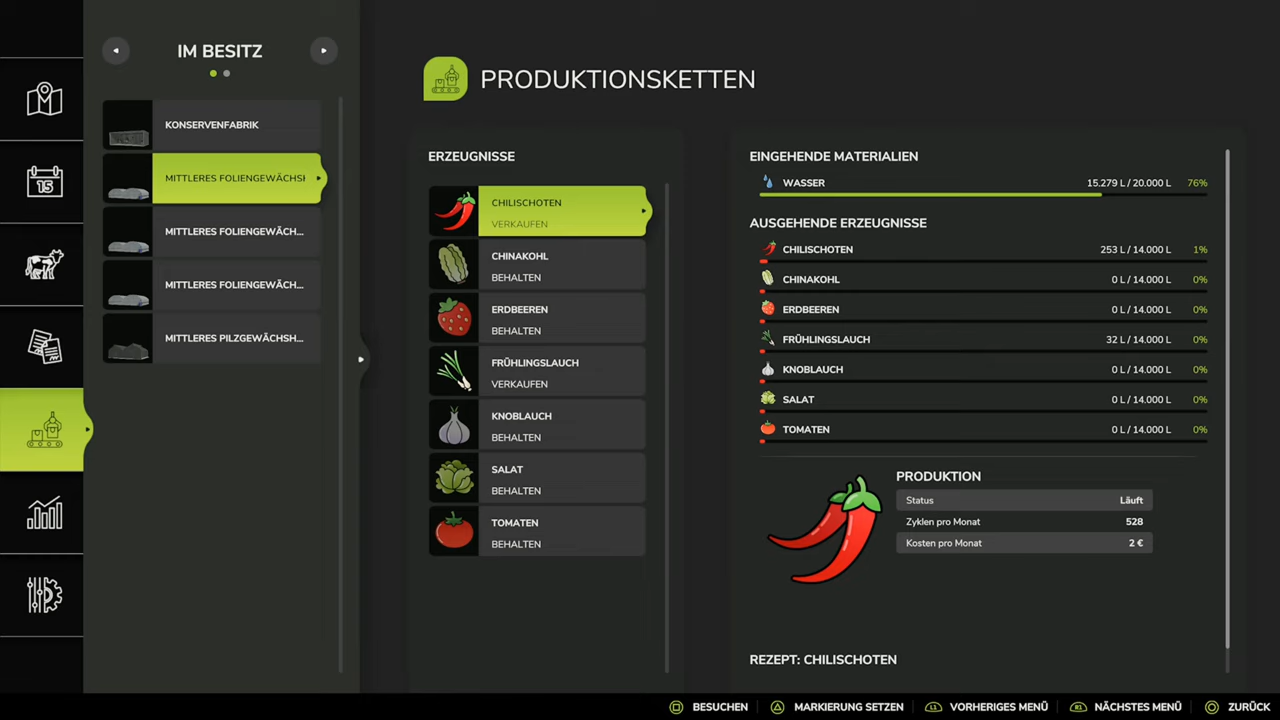 IM BESITZ
KONSERVENFABRIK
MITTLERES FOLIENGEWÄCHSH
MITTLERES FOLIENGEWÄCH...
MITTLERES FOLIENGEWÄCH...
MITTLERES PILZGEWÄCHSH...
15
PRODUKTIONSKETTEN
ERZEUGNISSE
CHILISCHOTEN
VERKAUFEN
CHINAKOHL
BEHALTEN
ERDBEEREN
BEHALTEN
FRÜHLINGSLAUCH
VERKAUFEN
KNOBLAUCH
BEHALTEN
SALAT
BEHALTEN
TOMATEN
BEHALTEN
EINGEHENDE MATERIALIEN
WASSER 15.279 L / 20.000 L 76%
AUSGEHENDE ERZEUGNISSE
CHILISCHOTEN 253 L / 14.000 L 1%
CHINAKOHL 0 L / 14.000 L 0%
ERDBEEREN 0 L / 14.000 L 0%
FRÜHLINGSLAUCH 32 L / 14.000 L 0%
KNOBLAUCH 0 L / 14.000 L 0%
SALAT 0 L / 14.000 L 0%
TOMATEN 0 L / 14.000 L 0%
PRODUKTION
Status Läuft
Zyklen pro Monat 528
Kosten pro Monat 2 €
REZEPT: CHILISCHOTEN
BESUCHEN MARKIERUNG SETZEN L1 VORHERIGES MENÜ R1 NÄCHSTES MENÜ ZURÜCK